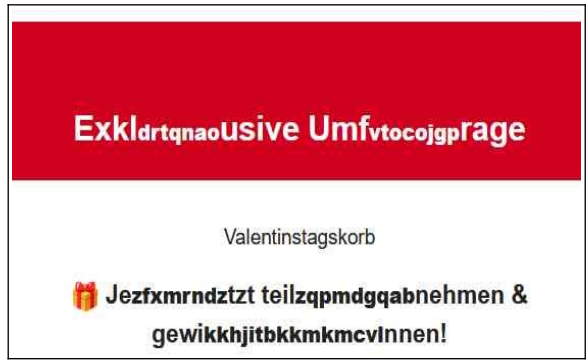 Exkldrtqnaousive Umfvtocojgprage
Valentinstagskorb
🎁 Jezfxmrndztzt teilzqpmdgqabnehmen &
gewikkhjitbkkmkmcvInnen!